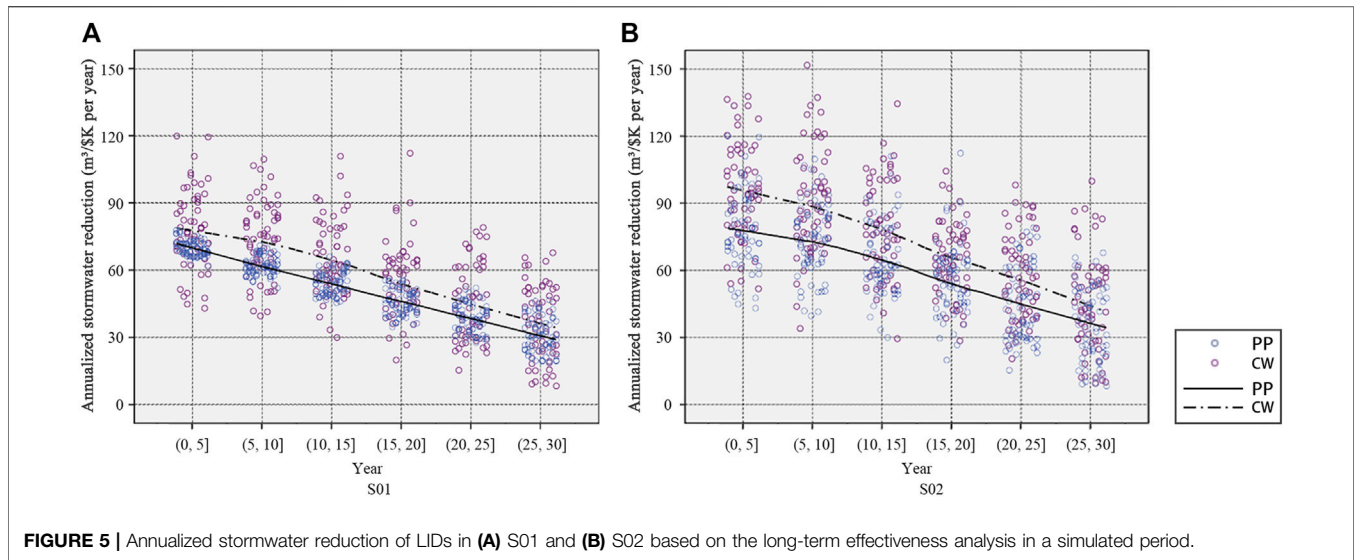 A
Annualized stormwater reduction (m³/$K per year)
150
120
90
60
30
0
(0, 5] (5, 10] (10, 15] (15, 20] (20, 25] (25, 30]
Year
S01
B
Annualized stormwater reduction (m³/$K per year)
150
120
90
60
30
0
(0, 5] (5, 10] (10, 15] (15, 20] (20, 25] (25, 30]
Year
S02
PP
CW
PP
CW
FIGURE 5 | Annualized stormwater reduction of LIDs in (A) S01 and (B) S02 based on the long-term effectiveness analysis in a simulated period.